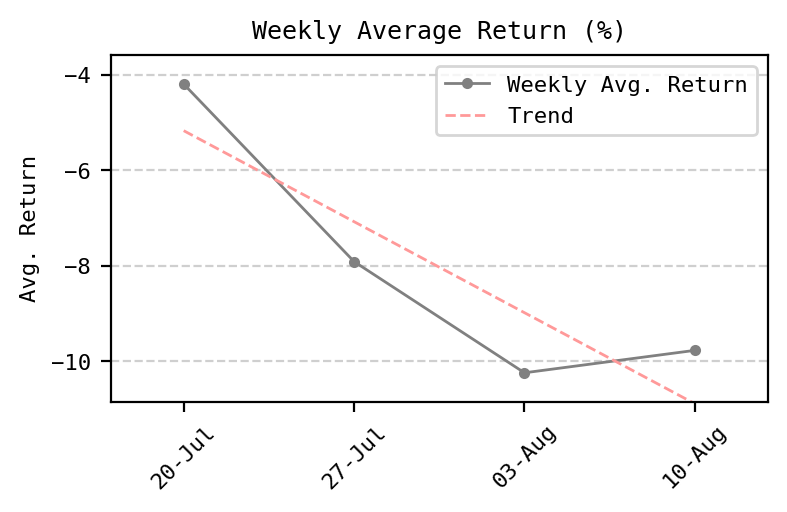 Weekly Average Return (%)
Weekly Avg. Return
Trend
Avg. Return
−4
−6
−8
−10
20-Jul
27-Jul
03-Aug
10-Aug